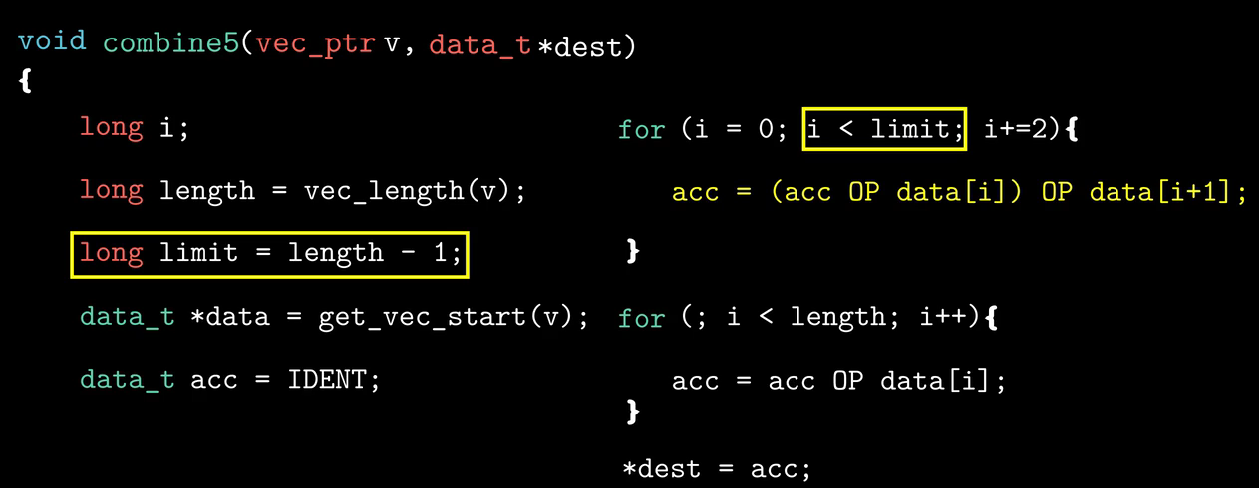 void combine5(vec_ptr v, data_t *dest)
{
long i;
long length = vec_length(v);
long limit = length - 1;
data_t *data = get_vec_start(v);
data_t acc = IDENT;
for (i = 0; i < limit; i+=2){
acc = (acc OP data[i]) OP data[i+1];
}
for (; i < length; i++){
acc = acc OP data[i];
}
*dest = acc;